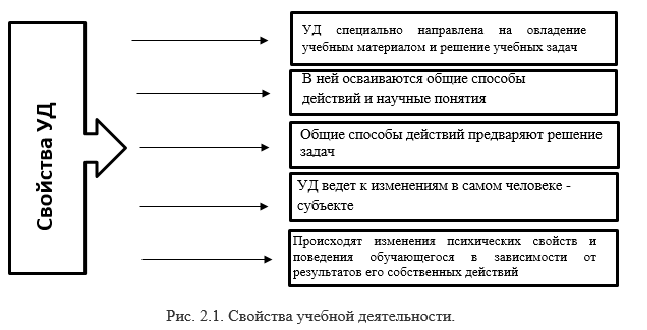 Свойства УД
УД специально направлена на овладение
учебным материалом и решение учебных задач
В ней осваиваются общие способы
действий и научные понятия
Общие способы действий предваряют решение
задач
УД ведет к изменениям в самом человеке -
субъекте
Происходят изменения психических свойств и
поведения обучающегося в зависимости от
результатов его собственных действий
Рис. 2.1. Свойства учебной деятельности.